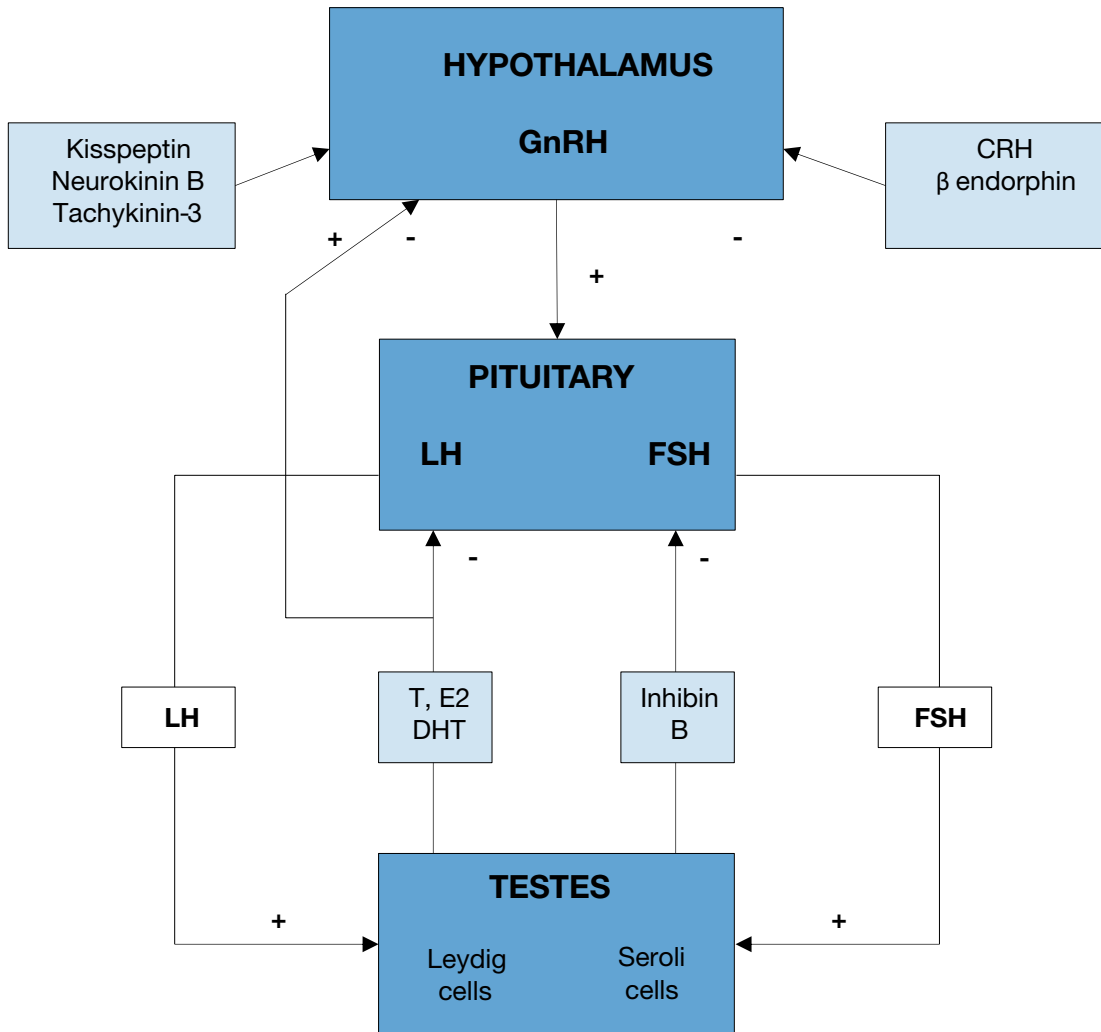 HYPOTHALAMUS
GnRH
Kisspeptin
Neurokinin B
Tachykinin-3
CRH
β endorphin
+
-
-
+
PITUITARY
LH
FSH
-
-
LH
T, E2
DHT
Inhibin
B
FSH
TESTES
+
+
Leydig
cells
Seroli
cells